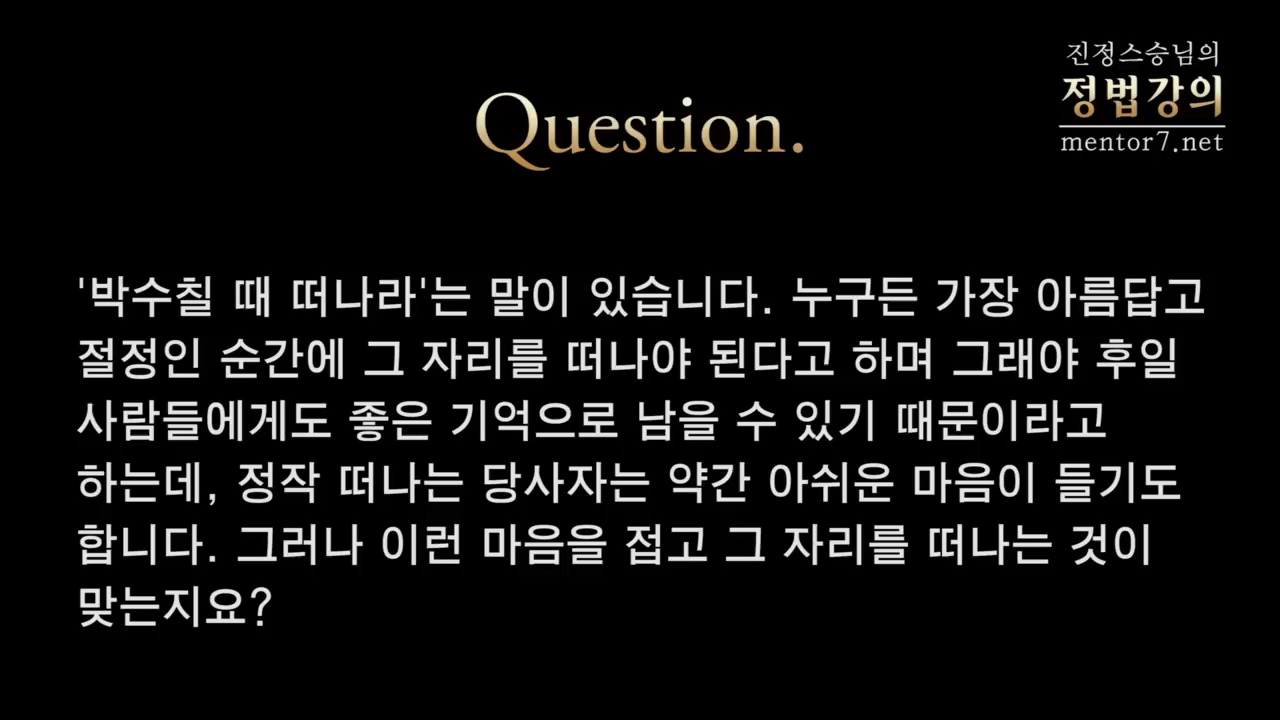 진정스승님의
정법강의
mentor7.net
Question.
'박수칠 때 떠나라'는 말이 있습니다. 누구든 가장 아름답고
절정인 순간에 그 자리를 떠나야 된다고 하며 그래야 후일
사람들에게도 좋은 기억으로 남을 수 있기 때문이라고
하는데, 정작 떠나는 당사자는 약간 아쉬운 마음이 들기도
합니다. 그러나 이런 마음을 접고 그 자리를 떠나는 것이
맞는지요?